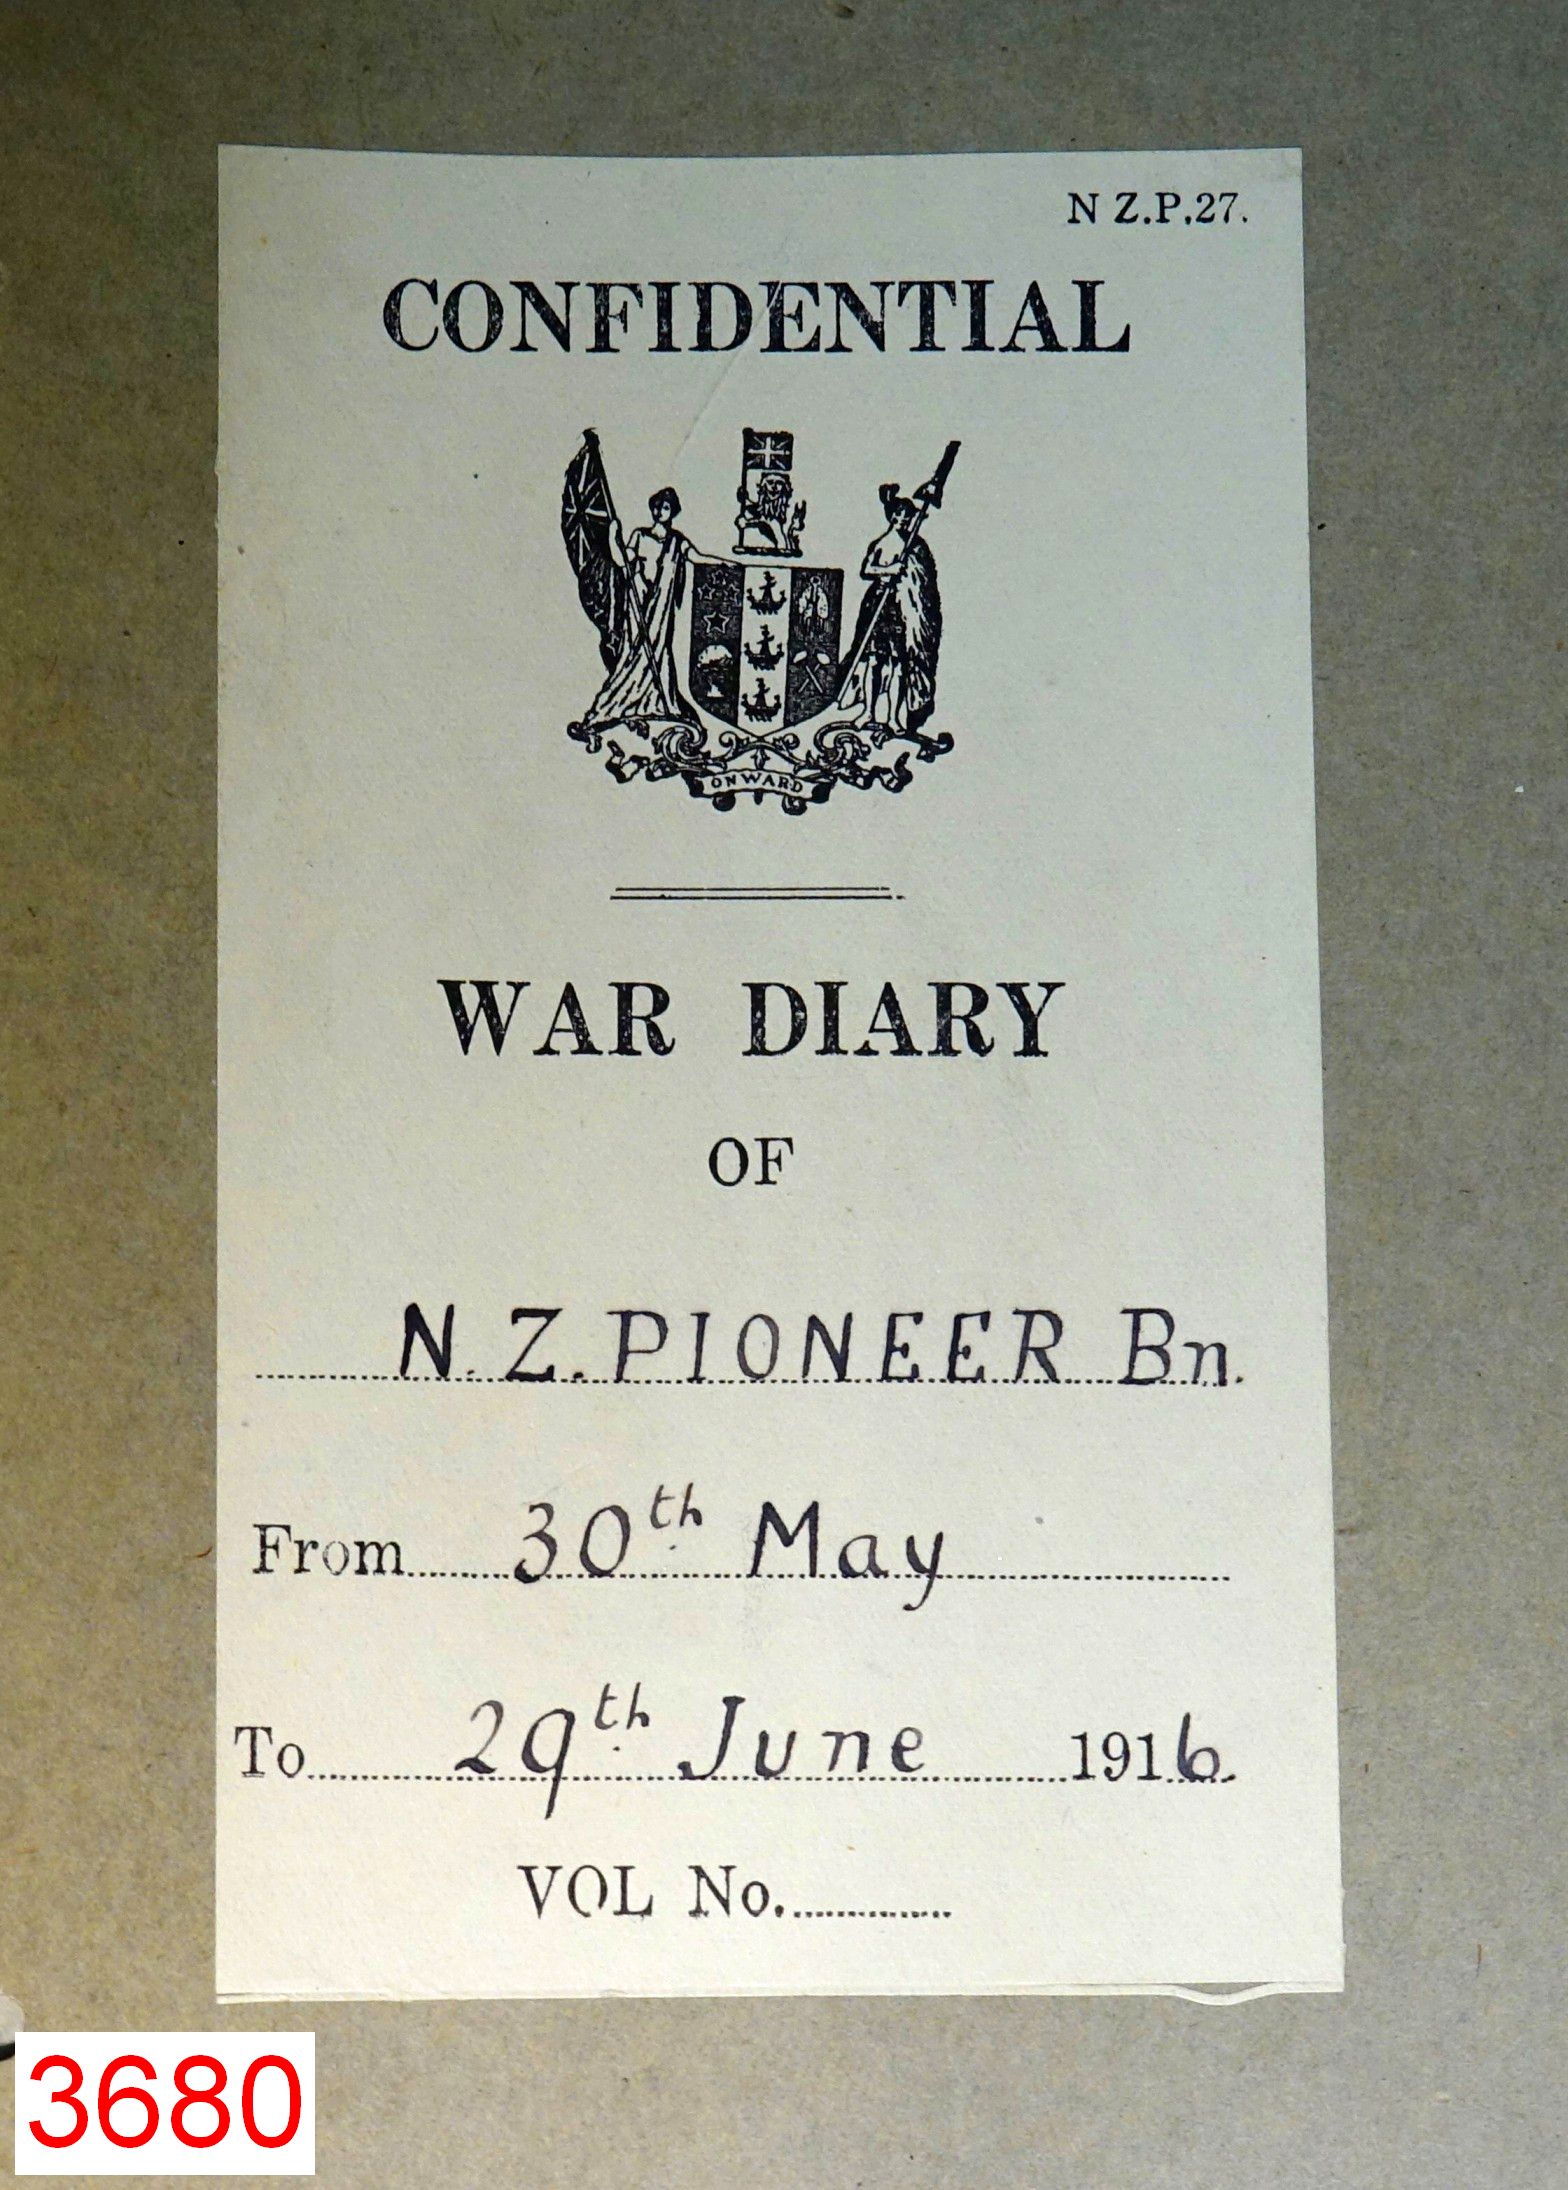 N Z.P.27.
CONFIDENTIAL
ONWARD
WAR DIARY
OF
N.Z.PIONEER Bn.
From 30th May
To 29th June 1916.
VOL No.
3680